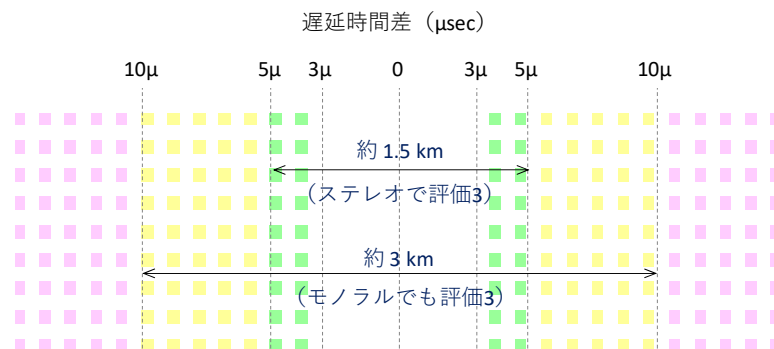 遅延時間差（μsec）
10μ 5μ 3μ 0 3μ 5μ 10μ
約 1.5 km
（ステレオで評価3）
約 3 km
（モノラルでも評価3）